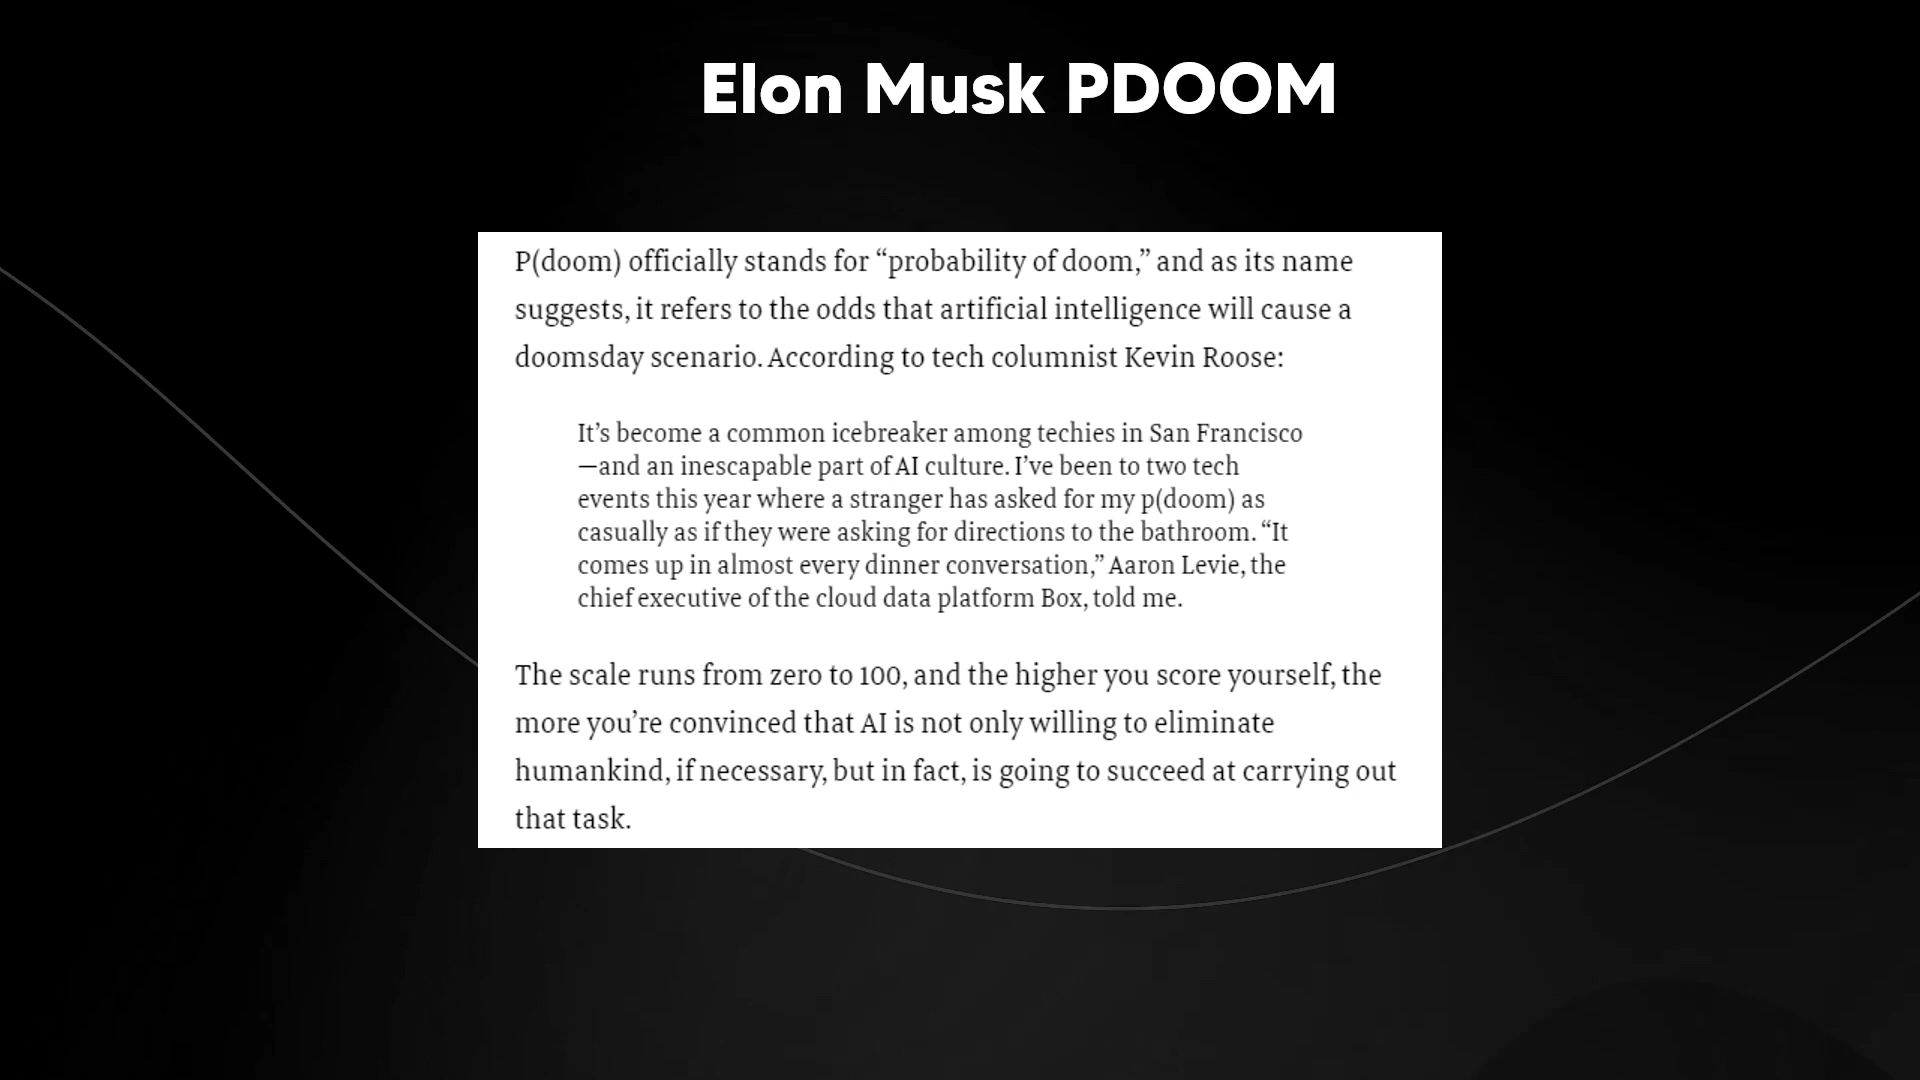 Elon Musk PDOOM
P(doom) officially stands for “probability of doom,” and as its name
suggests, it refers to the odds that artificial intelligence will cause a
doomsday scenario. According to tech columnist Kevin Roose:
It’s become a common icebreaker among techies in San Francisco
—and an inescapable part of AI culture. I’ve been to two tech
events this year where a stranger has asked for my p(doom) as
casually as if they were asking for directions to the bathroom. “It
comes up in almost every dinner conversation,” Aaron Levie, the
chief executive of the cloud data platform Box, told me.
The scale runs from zero to 100, and the higher you score yourself, the
more you’re convinced that AI is not only willing to eliminate
humankind, if necessary, but in fact, is going to succeed at carrying out
that task.